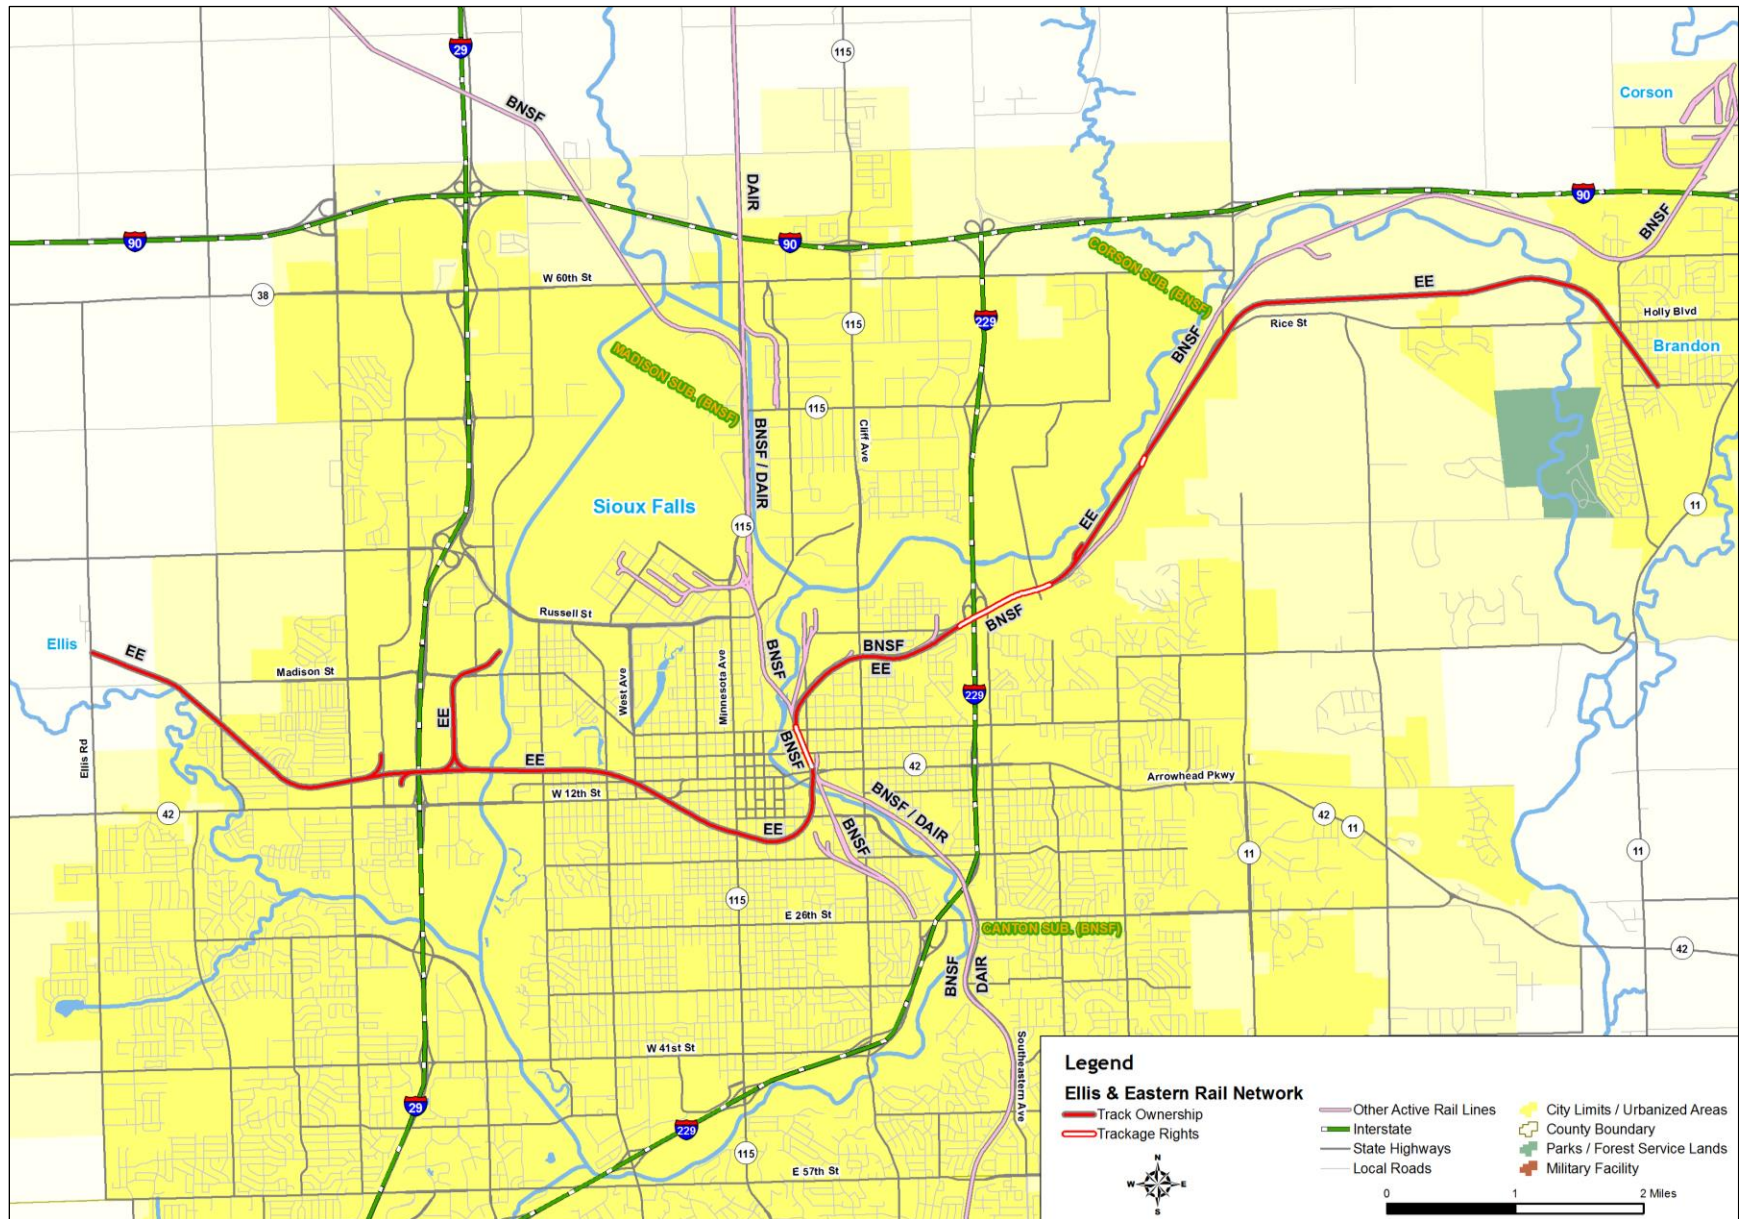 29
115
BNSF
Corson
DAIR
90
90
90
BNSF
CORSON SUB. (BNSF)
W 60th St
38
EE
229
115
Rice St
Holly Blvd
BNSF
Brandon
MADISON SUB. (BNSF)
115
BNSF / DAIR
Cliff Ave
Sioux Falls
11
115
EE
Russell St
BNSF
Ellis
EE
BNSF
BNSF
EE
Madison St
West Ave
Minnesota Ave
229
EE
Ellis Rd
BNSF
EE
42
Arrowhead Pkwy
W 12th St
42
BNSF / DAIR
42
11
EE
BNSF
11
11
115
E 26th St
CANTON SUB. (BNSF)
42
BNSF
DAIR
W 41st St
Southeastern Ave
29
229
115
E 57th St
Legend
Ellis & Eastern Rail Network
Track Ownership
Trackage Rights
Other Active Rail Lines
Interstate
State Highways
Local Roads
City Limits / Urbanized Areas
County Boundary
Parks / Forest Service Lands
Military Facility
N
W E
S
0 1 2 Miles